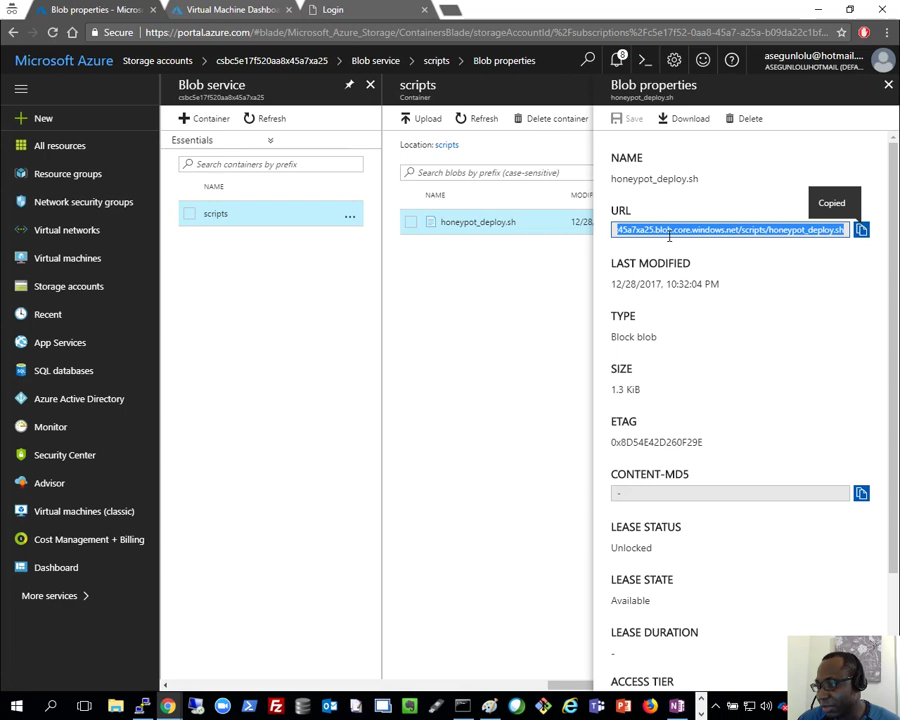 Blob properties - Micros
Virtual Machine Dashboa
Login
Secure
https://portal.azure.com/#blade/Microsoft_Azure_Storage/ContainersBlade/storageAccountId/%2Fsubscriptions%2Fc5e17f20-aa8x-45a7-a25a-b09da22c1bf...
Microsoft Azure
Storage accounts
csbc5e17f520aa8x45a7xa25
Blob service
scripts
Blob properties
8
asegunlolu@hotmail....
ASEGUNLOLUHOTMAIL (DEFA...
New
All resources
Resource groups
Network security groups
Virtual networks
Virtual machines
Storage accounts
Recent
App Services
SQL databases
Azure Active Directory
Monitor
Security Center
Advisor
Virtual machines (classic)
Cost Management + Billing
Dashboard
More services
Blob service
csbc5e17f520aa8x45a7xa25
Container
Refresh
Essentials
Search containers by prefix
NAME
scripts
...
scripts
Container
Upload
Refresh
Delete container
Location: scripts
Search blobs by prefix (case-sensitive)
NAME
MODIF
honeypot_deploy.sh
12/28/
Blob properties
honeypot_deploy.sh
Save
Download
Delete
NAME
honeypot_deploy.sh
Copied
URL
45a7xa25.blob.core.windows.net/scripts/honeypot_deploy.sh
LAST MODIFIED
12/28/2017, 10:32:04 PM
TYPE
Block blob
SIZE
1.3 KiB
ETAG
0x8D54E42D260F29E
CONTENT-MD5
-
LEASE STATUS
Unlocked
LEASE STATE
Available
LEASE DURATION
-
ACCESS TIER